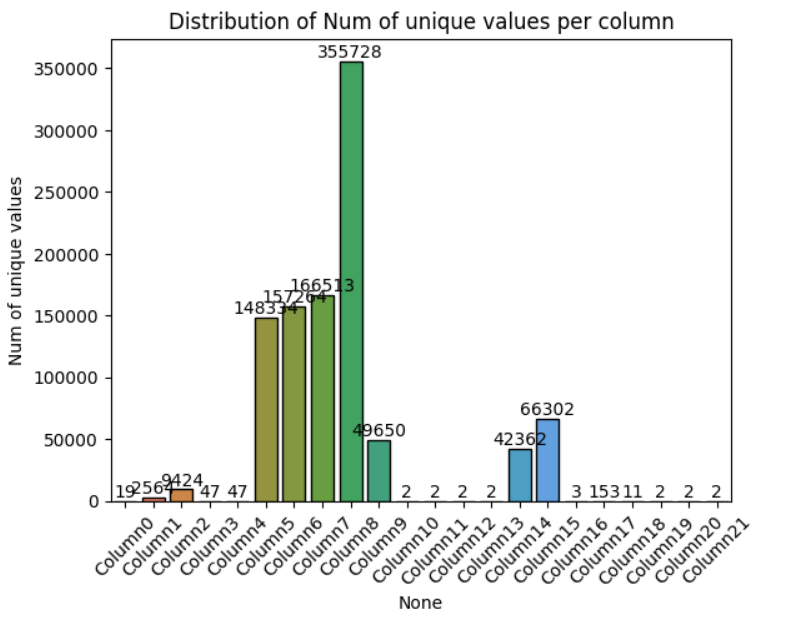 Distribution of Num of unique values per column
Num of unique values
350000
300000
250000
200000
150000
100000
50000
0
19
2564
9424
47
47
148334
157264
166513
355728
49650
2
2
2
2
42362
66302
3
153
11
2
2
2
Column0
Column1
Column2
Column3
Column4
Column5
Column6
Column7
Column8
Column9
Column10
Column11
Column12
Column13
Column14
Column15
Column16
Column17
Column18
Column19
Column20
Column21
None